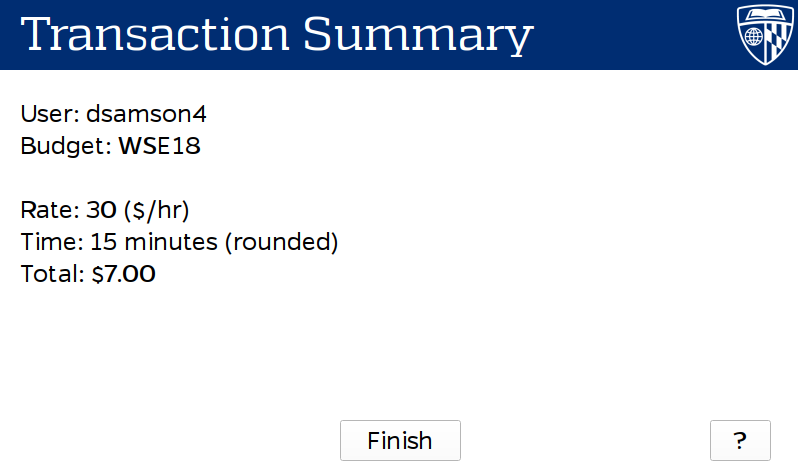 Transaction Summary
User: dsamson4
Budget: WSE18
Rate: 30 ($/hr)
Time: 15 minutes (rounded)
Total: $7.00
Finish
?